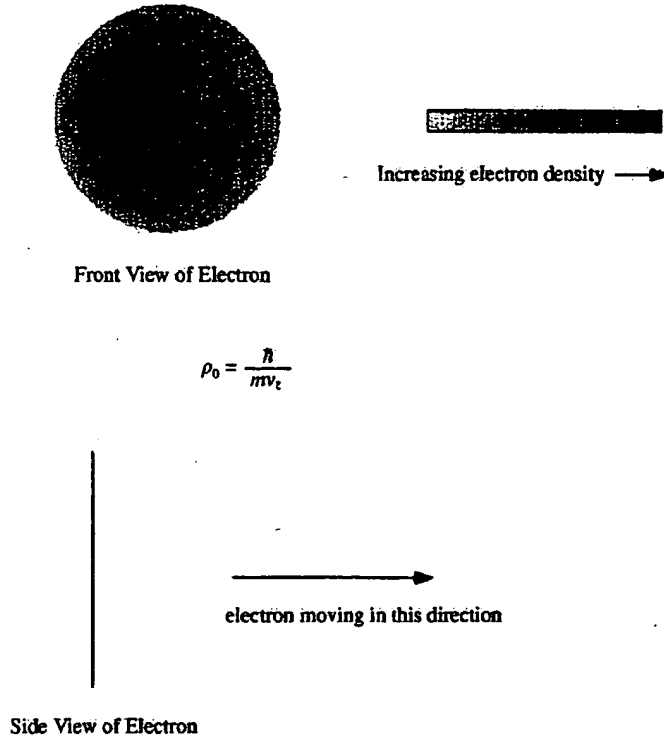 Increasing electron density
Front View of Electron
ρ₀ = ħ / mvₜ
electron moving in this direction
Side View of Electron